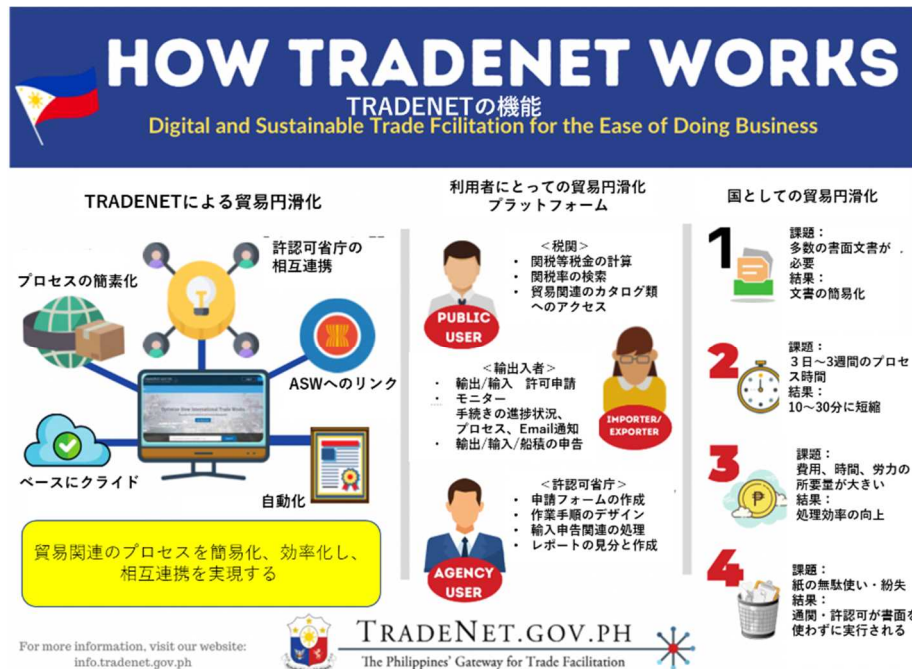 HOW TRADENET WORKS
TRADENETの機能
Digital and Sustainable Trade Fcilitation for the Ease of Doing Business
TRADENETによる貿易円滑化
許認可省庁の
相互連携
プロセスの簡素化
ASWへのリンク
ベースにクライド
自動化
貿易関連のプロセスを簡易化、効率化し、
相互連携を実現する
利用者にとっての貿易円滑化
プラットフォーム
<税関>
• 関税等税金の計算
• 関税率の検索
• 貿易関連のカタログ類
へのアクセス
PUBLIC
USER
<輸出入者>
• 輸出/輸入 許可申請
• モニター
手続きの進捗状況、
プロセス、Email通知
• 輸出/輸入/船積の申告
IMPORTER/
EXPORTER
<許認可省庁>
• 申請フォームの作成
• 作業手順のデザイン
• 輸入申告関連の処理
• レポートの見分と作成
AGENCY
USER
国としての貿易円滑化
1
課題：
多数の書面文書が
必要
結果：
文書の簡易化
2
課題：
３日～3週間のプロセ
ス時間
結果：
10～30分に短縮
3
課題：
費用、時間、労力の
所要量が大きい
結果：
処理効率の向上
4
課題：
紙の無駄使い・紛失
結果：
通関・許認可が書面を
使わずに実行される
For more information, visit our website:
info.tradenet.gov.ph
TRADENET.GOV.PH
The Philippines' Gateway for Trade Facilitation